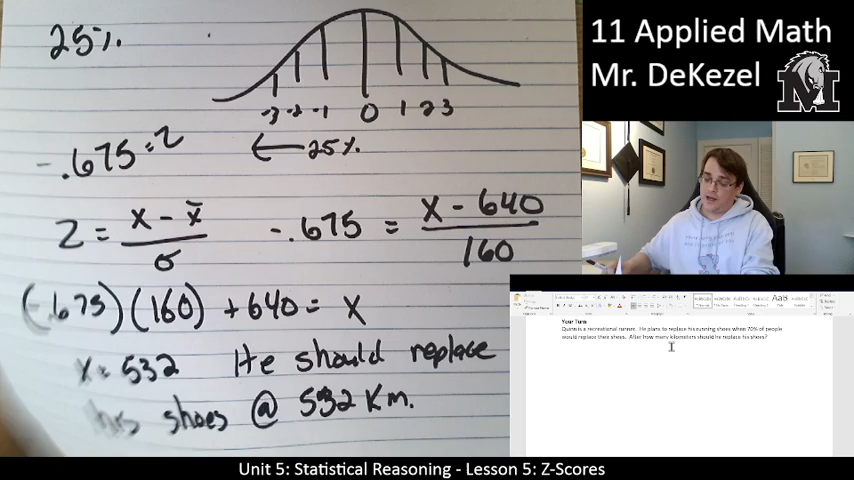 25%
-3 -2 -1 0 1 2 3
← 25%
-.675 = z
z = x - x̄ / σ
-.675 = x - 640 / 160
(-.675)(160) + 640 = x
x = 532 He should replace
his shoes @ 532 Km.
11 Applied Math
Mr. DeKezel
M
Your Turn
Quinn is a recreational runner. He plans to replace his running shoes when 70% of people
would replace their shoes. After how many kilometers should he replace his shoes?
Unit 5: Statistical Reasoning - Lesson 5: Z-Scores